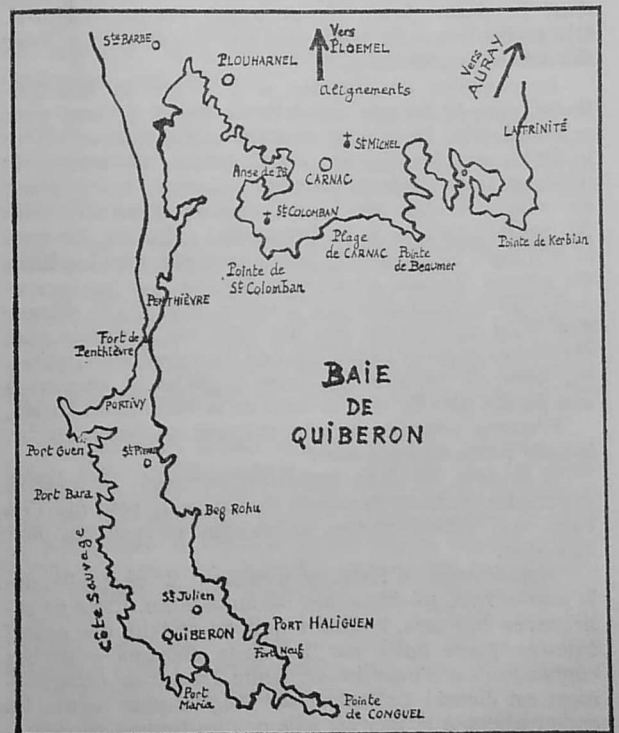 Ste BARBE
PLOUHARNEL
Vers
PLOEMEL
alignements
Vers
AURAY
LA TRINITÉ
St MICHEL
CARNAC
Anse de Pô
St COLOMBAN
Plage
de CARNAC
Pointe
de Beaumer
Pointe de Kerbian
Pointe de
St Colomban
PENTHIÈVRE
Fort de
Penthièvre
BAIE
DE
QUIBERON
PORTIVY
Port Guen
St PIERRE
Port Bara
Beg Rohu
CÔTE SAUVAGE
St Julien
QUIBERON
PORT HALIGUEN
Fort Neuf
Port
Maria
Pointe
de CONGUEL